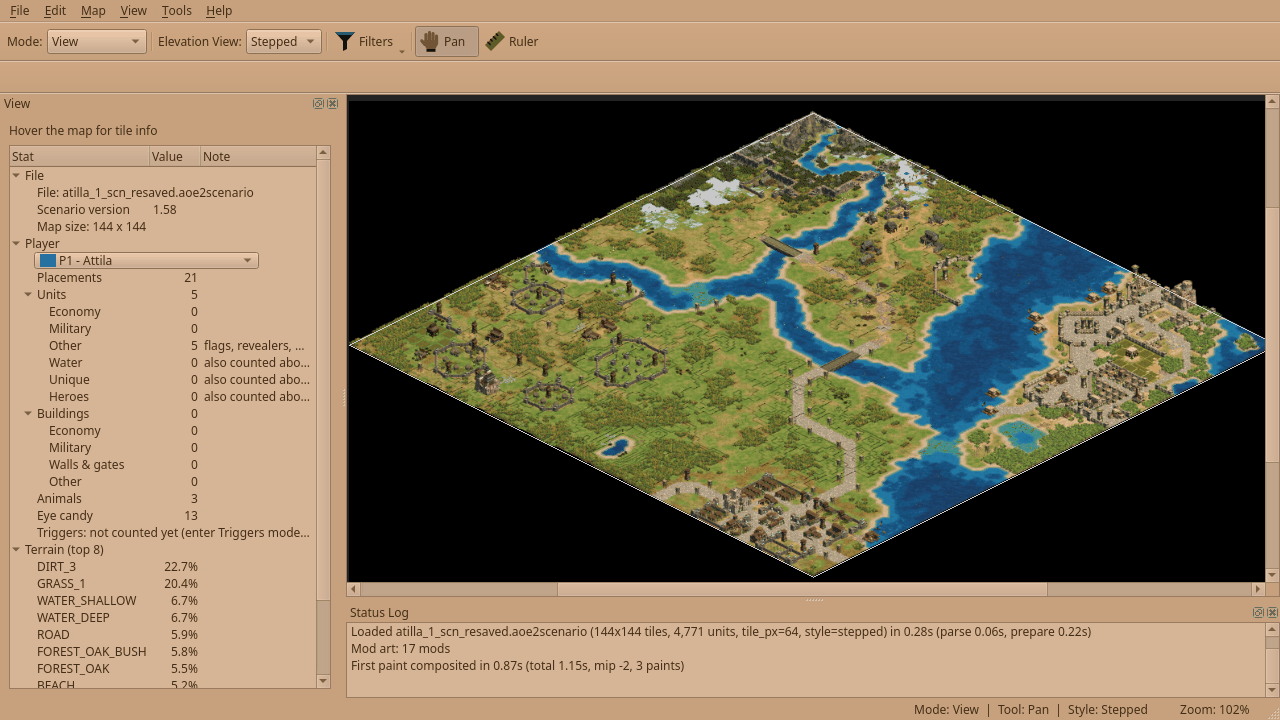 File Edit Map View Tools Help
Mode: View Elevation View: Stepped Filters Pan Ruler
View
Hover the map for tile info
Stat Value Note
File
File: atilla_1_scn_resaved.aoe2scenario
Scenario version 1.58
Map size: 144 x 144
Player
P1 - Attila
Placements 21
Units 5
Economy 0
Military 0
Other 5 flags, revealers, ...
Water 0 also counted abo...
Unique 0 also counted abo...
Heroes 0 also counted abo...
Buildings 0
Economy 0
Military 0
Walls & gates 0
Other 0
Animals 3
Eye candy 13
Triggers: not counted yet (enter Triggers mode...
Terrain (top 8)
DIRT_3 22.7%
GRASS_1 20.4%
WATER_SHALLOW 6.7%
WATER_DEEP 6.7%
ROAD 5.9%
FOREST_OAK_BUSH 5.8%
FOREST_OAK 5.5%
BEACH 5.2%
Status Log
Loaded atilla_1_scn_resaved.aoe2scenario (144x144 tiles, 4,771 units, tile_px=64, style=stepped) in 0.28s (parse 0.06s, prepare 0.22s)
Mod art: 17 mods
First paint composited in 0.87s (total 1.15s, mip -2, 3 paints)
Mode: View | Tool: Pan | Style: Stepped Zoom: 102%